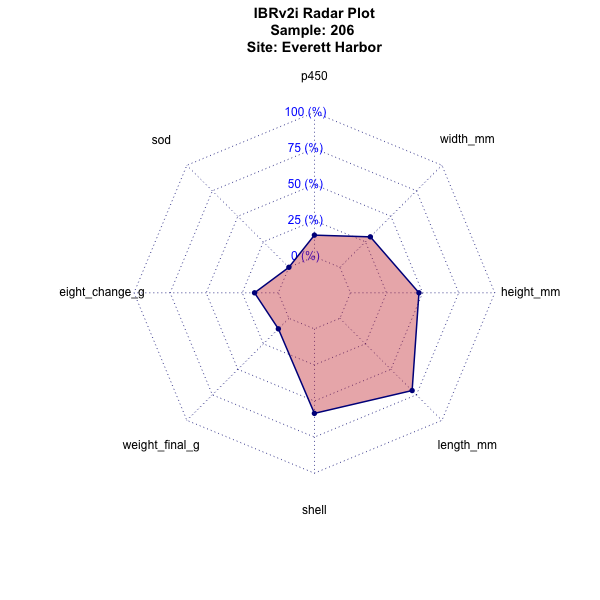 IBRv2i Radar Plot
Sample: 206
Site: Everett Harbor
p450
100 (%)
sod
width_mm
75 (%)
50 (%)
25 (%)
0 (%)
eight_change_g
height_mm
weight_final_g
length_mm
shell